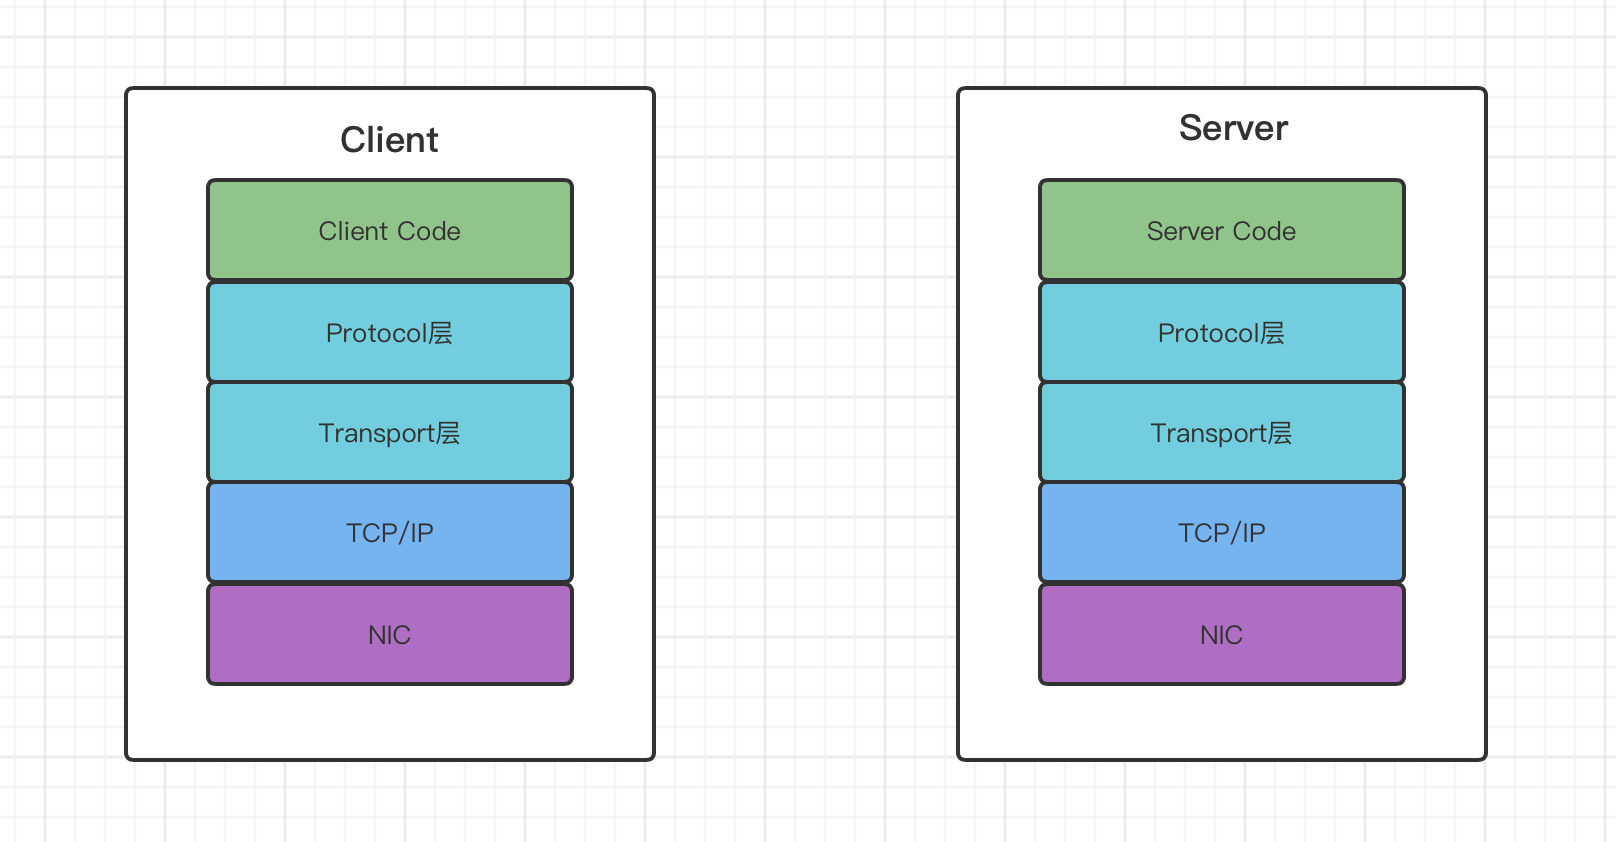 Client
Client Code
Protocol层
Transport层
TCP/IP
NIC
Server
Server Code
Protocol层
Transport层
TCP/IP
NIC